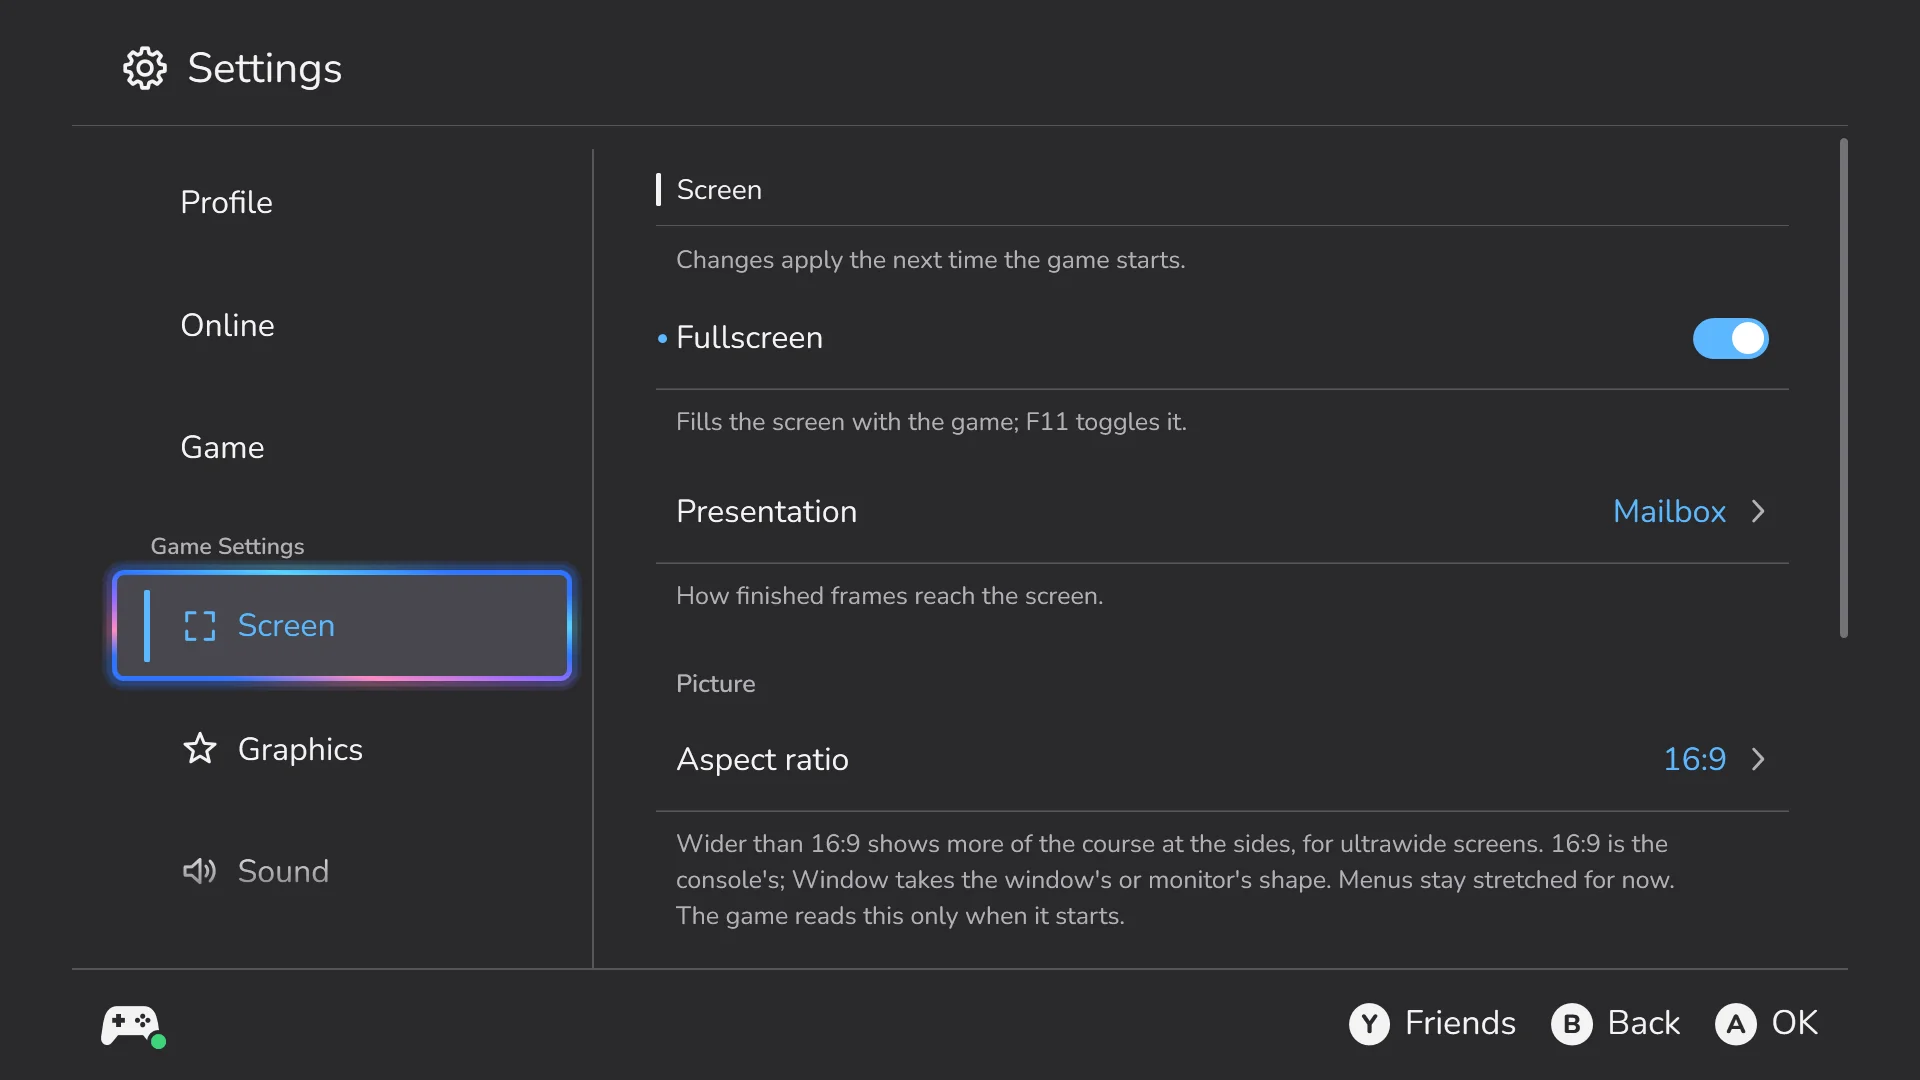 Settings
Profile
Online
Game
Game Settings
Screen
Graphics
Sound
Screen
Changes apply the next time the game starts.
Fullscreen
Fills the screen with the game; F11 toggles it.
Presentation
Mailbox
How finished frames reach the screen.
Picture
Aspect ratio
16:9
Wider than 16:9 shows more of the course at the sides, for ultrawide screens. 16:9 is the
console's; Window takes the window's or monitor's shape. Menus stay stretched for now.
The game reads this only when it starts.
Y Friends
B Back
A OK